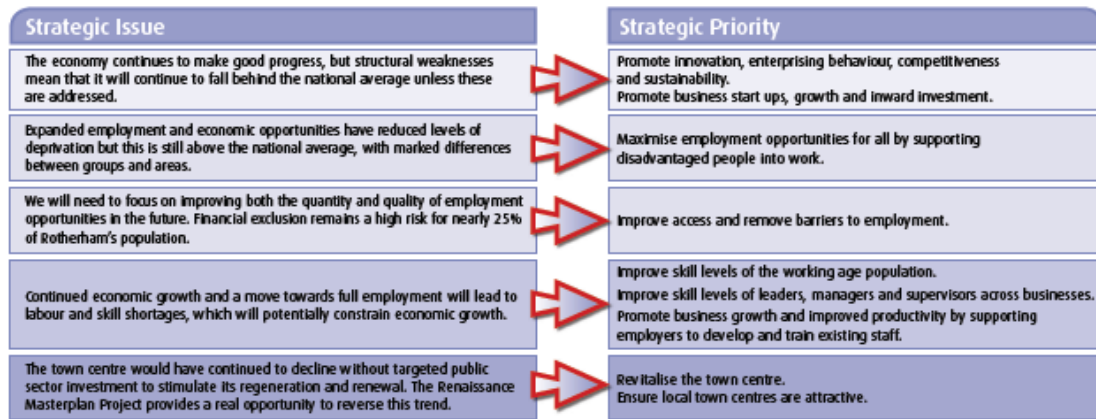 Strategic Issue
Strategic Priority
The economy continues to make good progress, but structural weaknesses
mean that it will continue to fall behind the national average unless these
are addressed.
Promote innovation, enterprising behaviour, competitiveness
and sustainability.
Promote business start ups, growth and inward investment.
Expanded employment and economic opportunities have reduced levels of
deprivation but this is still above the national average, with marked differences
between groups and areas.
Maximise employment opportunities for all by supporting
disadvantaged people into work.
We will need to focus on improving both the quantity and quality of employment
opportunities in the future. Financial exclusion remains a high risk for nearly 25%
of Rotherham's population.
Improve access and remove barriers to employment.
Continued economic growth and a move towards full employment will lead to
labour and skill shortages, which will potentially constrain economic growth.
Improve skill levels of the working age population.
Improve skill levels of leaders, managers and supervisors across businesses.
Promote business growth and improved productivity by supporting
employers to develop and train existing staff.
The town centre would have continued to decline without targeted public
sector investment to stimulate its regeneration and renewal. The Renaissance
Masterplan Project provides a real opportunity to reverse this trend.
Revitalise the town centre.
Ensure local town centres are attractive.